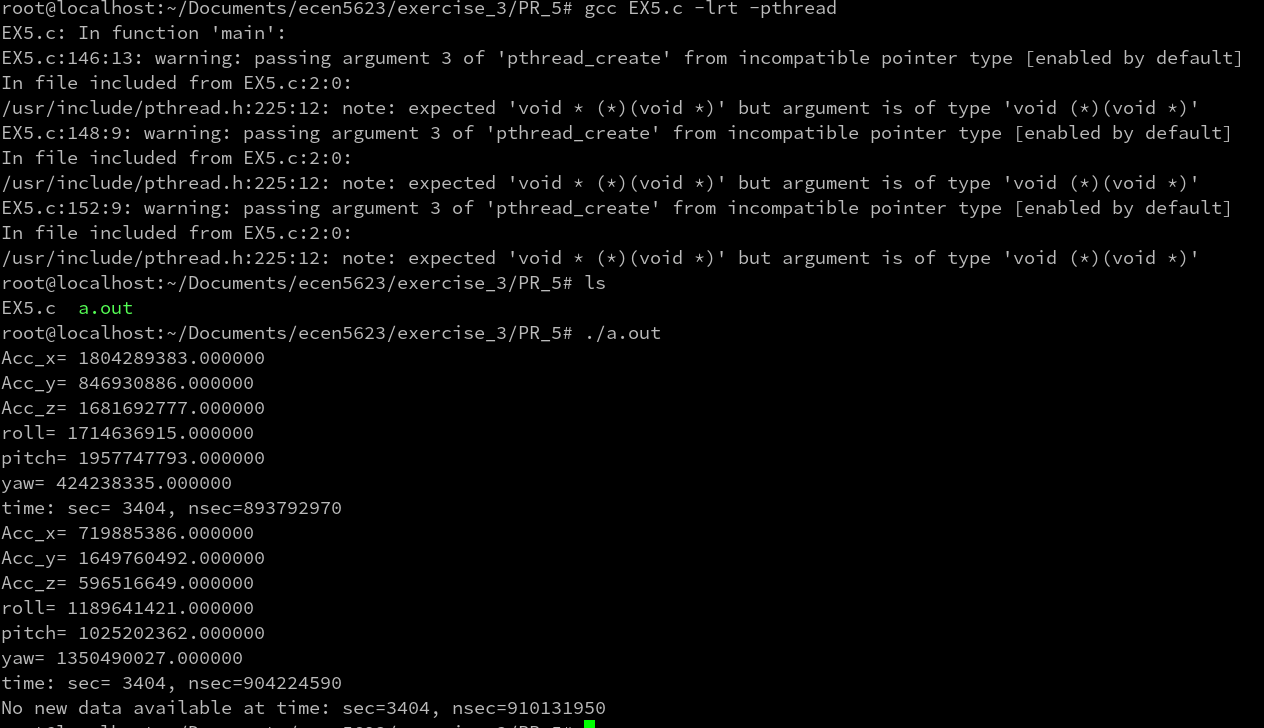 root@localhost:~/Documents/ecen5623/exercise_3/PR_5# gcc EX5.c -lrt -pthread
EX5.c: In function 'main':
EX5.c:146:13: warning: passing argument 3 of 'pthread_create' from incompatible pointer type [enabled by default]
In file included from EX5.c:2:0:
/usr/include/pthread.h:225:12: note: expected 'void * (*)(void *)' but argument is of type 'void (*)(void *)'
EX5.c:148:9: warning: passing argument 3 of 'pthread_create' from incompatible pointer type [enabled by default]
In file included from EX5.c:2:0:
/usr/include/pthread.h:225:12: note: expected 'void * (*)(void *)' but argument is of type 'void (*)(void *)'
EX5.c:152:9: warning: passing argument 3 of 'pthread_create' from incompatible pointer type [enabled by default]
In file included from EX5.c:2:0:
/usr/include/pthread.h:225:12: note: expected 'void * (*)(void *)' but argument is of type 'void (*)(void *)'
root@localhost:~/Documents/ecen5623/exercise_3/PR_5# ls
EX5.c  a.out
root@localhost:~/Documents/ecen5623/exercise_3/PR_5# ./a.out
Acc_x= 1804289383.000000
Acc_y= 846930886.000000
Acc_z= 1681692777.000000
roll= 1714636915.000000
pitch= 1957747793.000000
yaw= 424238335.000000
time: sec= 3404, nsec=893792970
Acc_x= 719885386.000000
Acc_y= 1649760492.000000
Acc_z= 596516649.000000
roll= 1189641421.000000
pitch= 1025202362.000000
yaw= 1350490027.000000
time: sec= 3404, nsec=904224590
No new data available at time: sec=3404, nsec=910131950
root@localhost:~/Documents/ecen5623/exercise_3/PR_5#